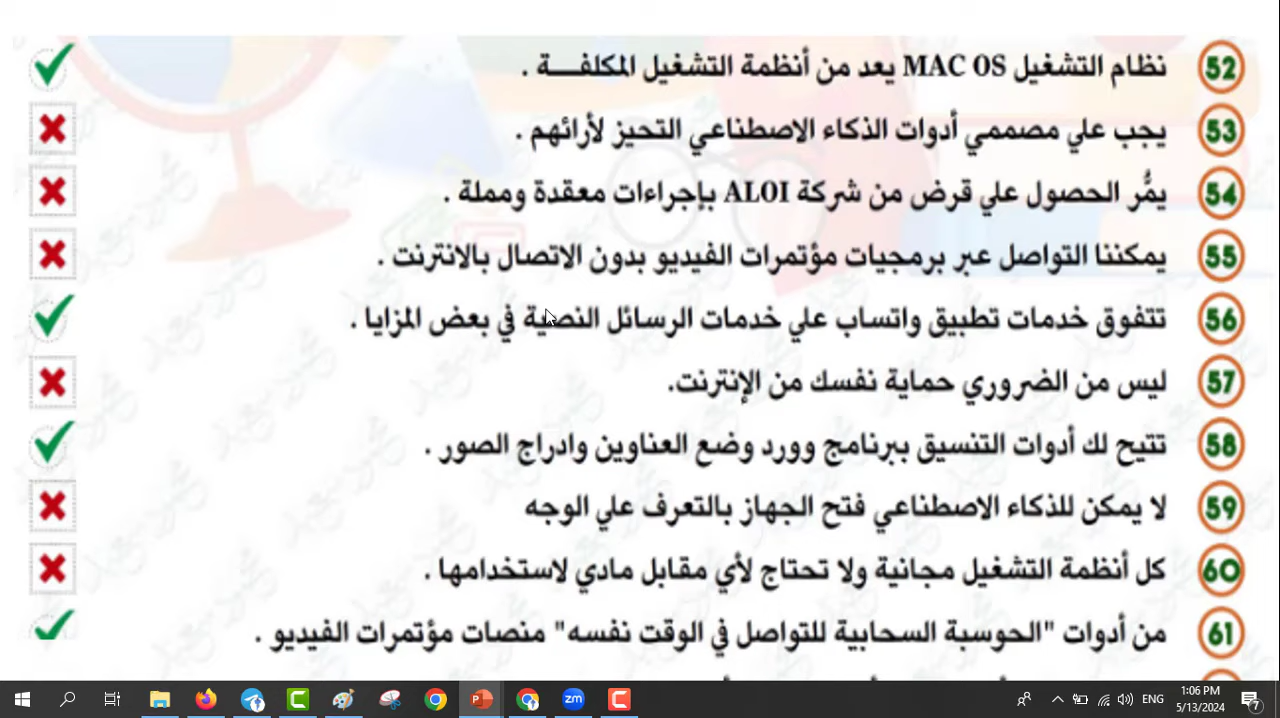 52 نظام التشغيل MAC OS يعد من أنظمة التشغيل المكلفـــة .
53 يجب علي مصممي أدوات الذكاء الاصطناعي التحيز لأرائهم .
54 يمُّر الحصول علي قرض من شركة ALOI بإجراءات معقدة ومملة .
55 يمكننا التواصل عبر برمجيات مؤتمرات الفيديو بدون الاتصال بالانترنت .
56 تتفوق خدمات تطبيق واتساب علي خدمات الرسائل النصية في بعض المزايا .
57 ليس من الضروري حماية نفسك من الإنترنت.
58 تتيح لك أدوات التنسيق ببرنامج وورد وضع العناوين وادراج الصور .
59 لا يمكن للذكاء الاصطناعي فتح الجهاز بالتعرف علي الوجه
60 كل أنظمة التشغيل مجانية ولا تحتاج لأي مقابل مادي لاستخدامها .
61 من أدوات "الحوسبة السحابية للتواصل في الوقت نفسه" منصات مؤتمرات الفيديو .
zm
ENG
1:06 PM
5/13/2024
7